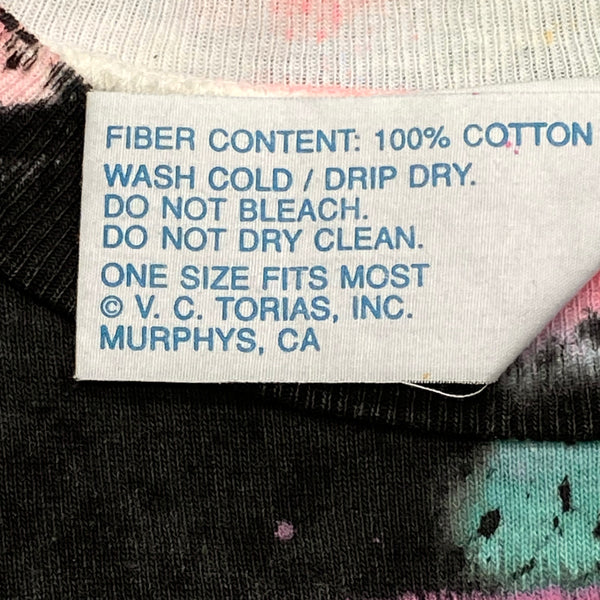 FIBER CONTENT: 100% COTTON
WASH COLD / DRIP DRY.
DO NOT BLEACH.
DO NOT DRY CLEAN.
ONE SIZE FITS MOST
© V. C. TORIAS, INC.
MURPHYS, CA